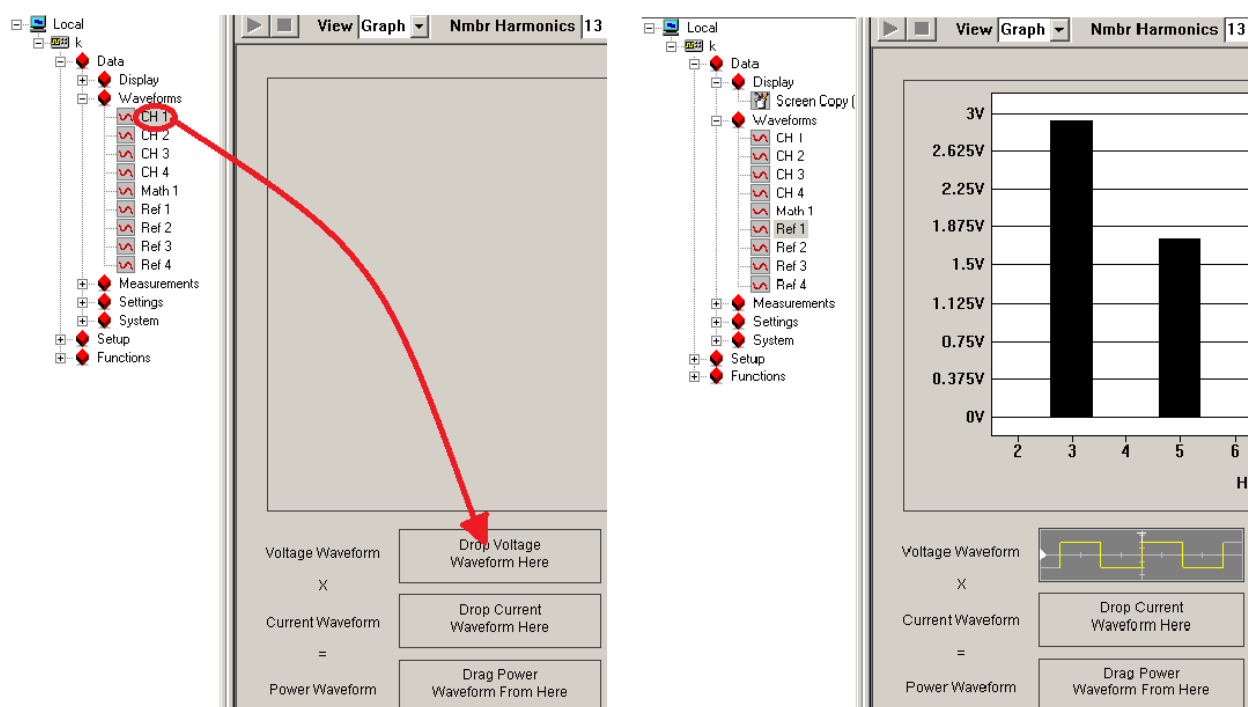 Local
k
Data
Display
Waveforms
CH 1
CH 2
CH 3
CH 4
Math 1
Ref 1
Ref 2
Ref 3
Ref 4
Measurements
Settings
System
Setup
Functions
View Graph Nmbr Harmonics 13
Voltage Waveform
Drop Voltage
Waveform Here
X
Current Waveform
Drop Current
Waveform Here
=
Power Waveform
Drag Power
Waveform From Here
Local
k
Data
Display
Screen Copy (
Waveforms
CH 1
CH 2
CH 3
CH 4
Math 1
Ref 1
Ref 2
Ref 3
Ref 4
Measurements
Settings
System
Setup
Functions
View Graph Nmbr Harmonics 13
3V
2.625V
2.25V
1.875V
1.5V
1.125V
0.75V
0.375V
0V
2 3 4 5 6
H
Voltage Waveform
X
Current Waveform
Drop Current
Waveform Here
=
Power Waveform
Drag Power
Waveform From Here